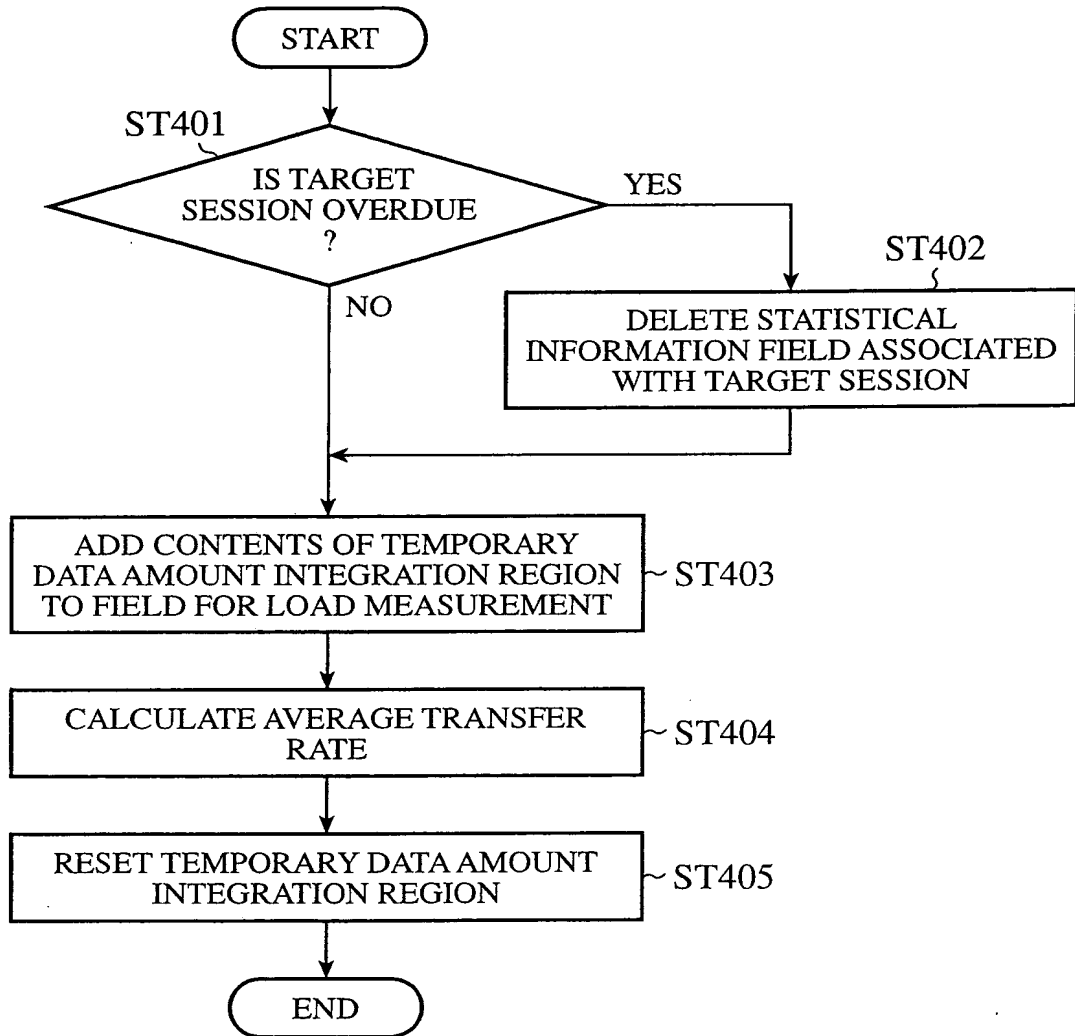 START
ST401
IS TARGET
SESSION OVERDUE
?
YES
NO
ST402
DELETE STATISTICAL
INFORMATION FIELD ASSOCIATED
WITH TARGET SESSION
ADD CONTENTS OF TEMPORARY
DATA AMOUNT INTEGRATION REGION
TO FIELD FOR LOAD MEASUREMENT
ST403
CALCULATE AVERAGE TRANSFER
RATE
ST404
RESET TEMPORARY DATA AMOUNT
INTEGRATION REGION
ST405
END